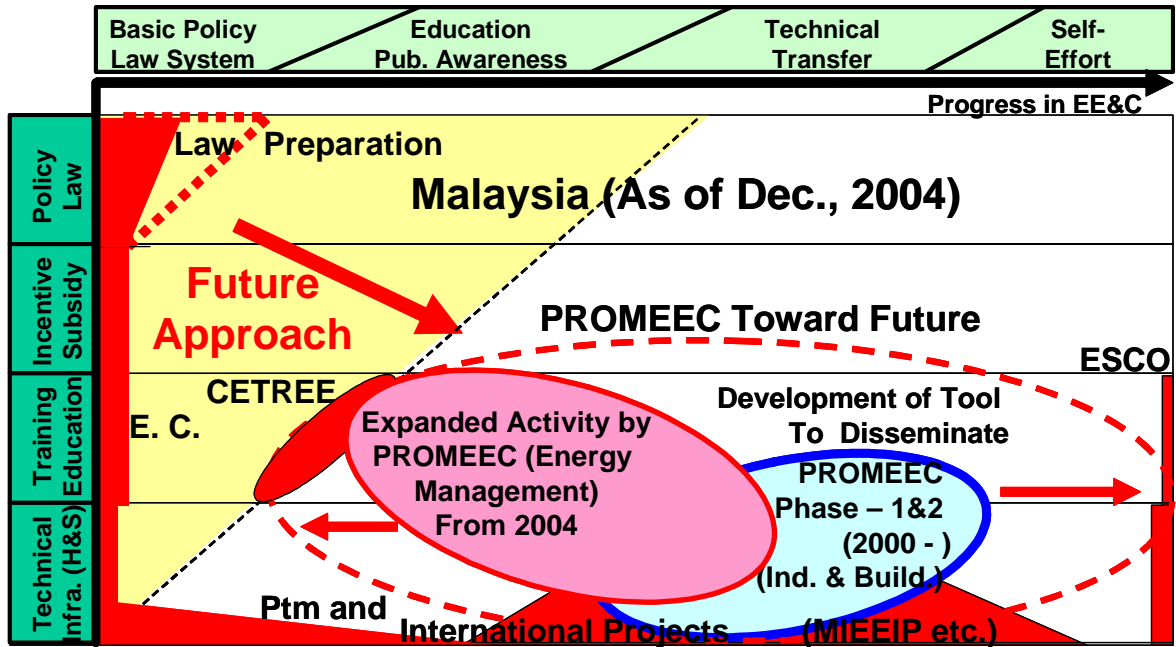 Basic Policy
Law System
Education
Pub. Awareness
Technical
Transfer
Self-
Effort
Progress in EE&C
Policy
Law
Law Preparation
Malaysia (As of Dec., 2004)
Incentive
Subsidy
Future
Approach
PROMEEC Toward Future
ESCO
Training
Education
CETREE
E. C.
Expanded Activity by
PROMEEC (Energy
Management)
From 2004
Development of Tool
To Disseminate
PROMEEC
Phase – 1&2
(2000 - )
(Ind. & Build.)
Technical
Infra. (H&S)
Ptm and
International Projects (MIEEIP etc.)